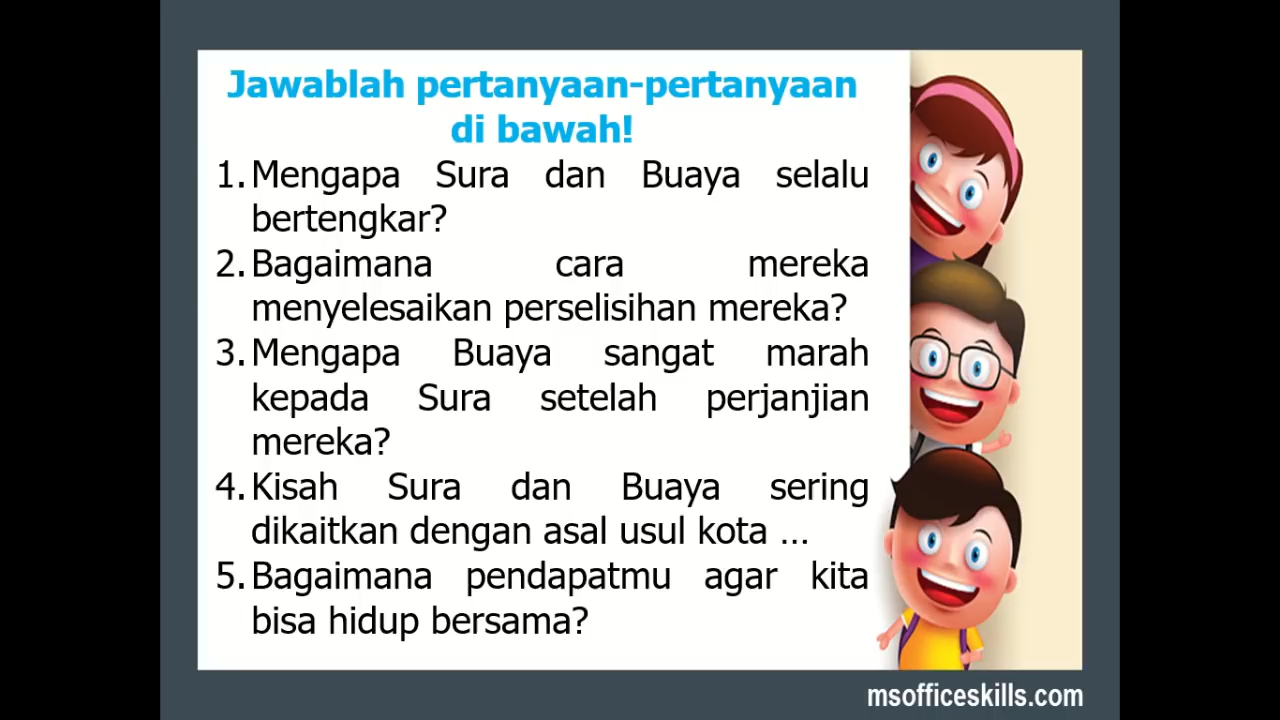 Jawablah pertanyaan-pertanyaan
di bawah!
1. Mengapa Sura dan Buaya selalu
bertengkar?
2. Bagaimana cara mereka
menyelesaikan perselisihan mereka?
3. Mengapa Buaya sangat marah
kepada Sura setelah perjanjian
mereka?
4. Kisah Sura dan Buaya sering
dikaitkan dengan asal usul kota ...
5. Bagaimana pendapatmu agar kita
bisa hidup bersama?
msofficeskills.com